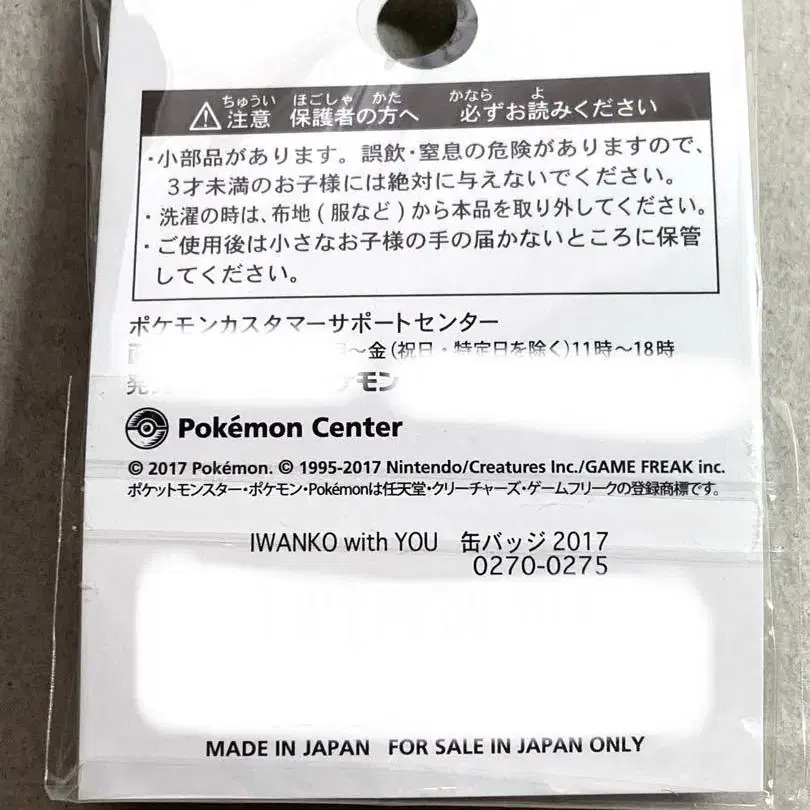 ちゅうい ほごしゃ かた かなら よ
注意 保護者の方へ 必ずお読みください
・小部品があります。誤飲・窒息の危険がありますので、
3才未満のお子様には絶対に与えないでください。
・洗濯の時は、布地(服など)から本品を取り外してください。
・ご使用後は小さなお子様の手の届かないところに保管
してください。
ポケモンカスタマーサポートセンター
～金(祝日・特定日を除く)11時～18時
Pokémon Center
© 2017 Pokémon. © 1995-2017 Nintendo/Creatures Inc./GAME FREAK inc.
ポケットモンスター・ポケモン・Pokémonは任天堂・クリーチャーズ・ゲームフリークの登録商標です。
IWANKO with YOU 缶バッジ 2017
0270-0275
MADE IN JAPAN FOR SALE IN JAPAN ONLY